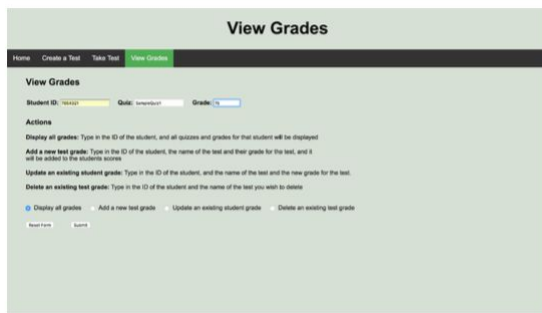 View Grades
Home Create a Test Take Test View Grades
View Grades
Student ID: 7654321 Quiz: SampleQuiz1 Grade: 75
Actions
Display all grades: Type in the ID of the student, and all quizzes and grades for that student will be displayed
Add a new test grade: Type in the ID of the student, the name of the test and their grade for the test, and it
will be added to the students scores
Update an existing student grade: Type in the ID of the student, and the name of the test and the new grade for the test.
Delete an existing test grade: Type in the ID of the student and the name of the test you wish to delete
Display all grades Add a new test grade Update an existing student grade Delete an existing test grade
Reset Form Submit